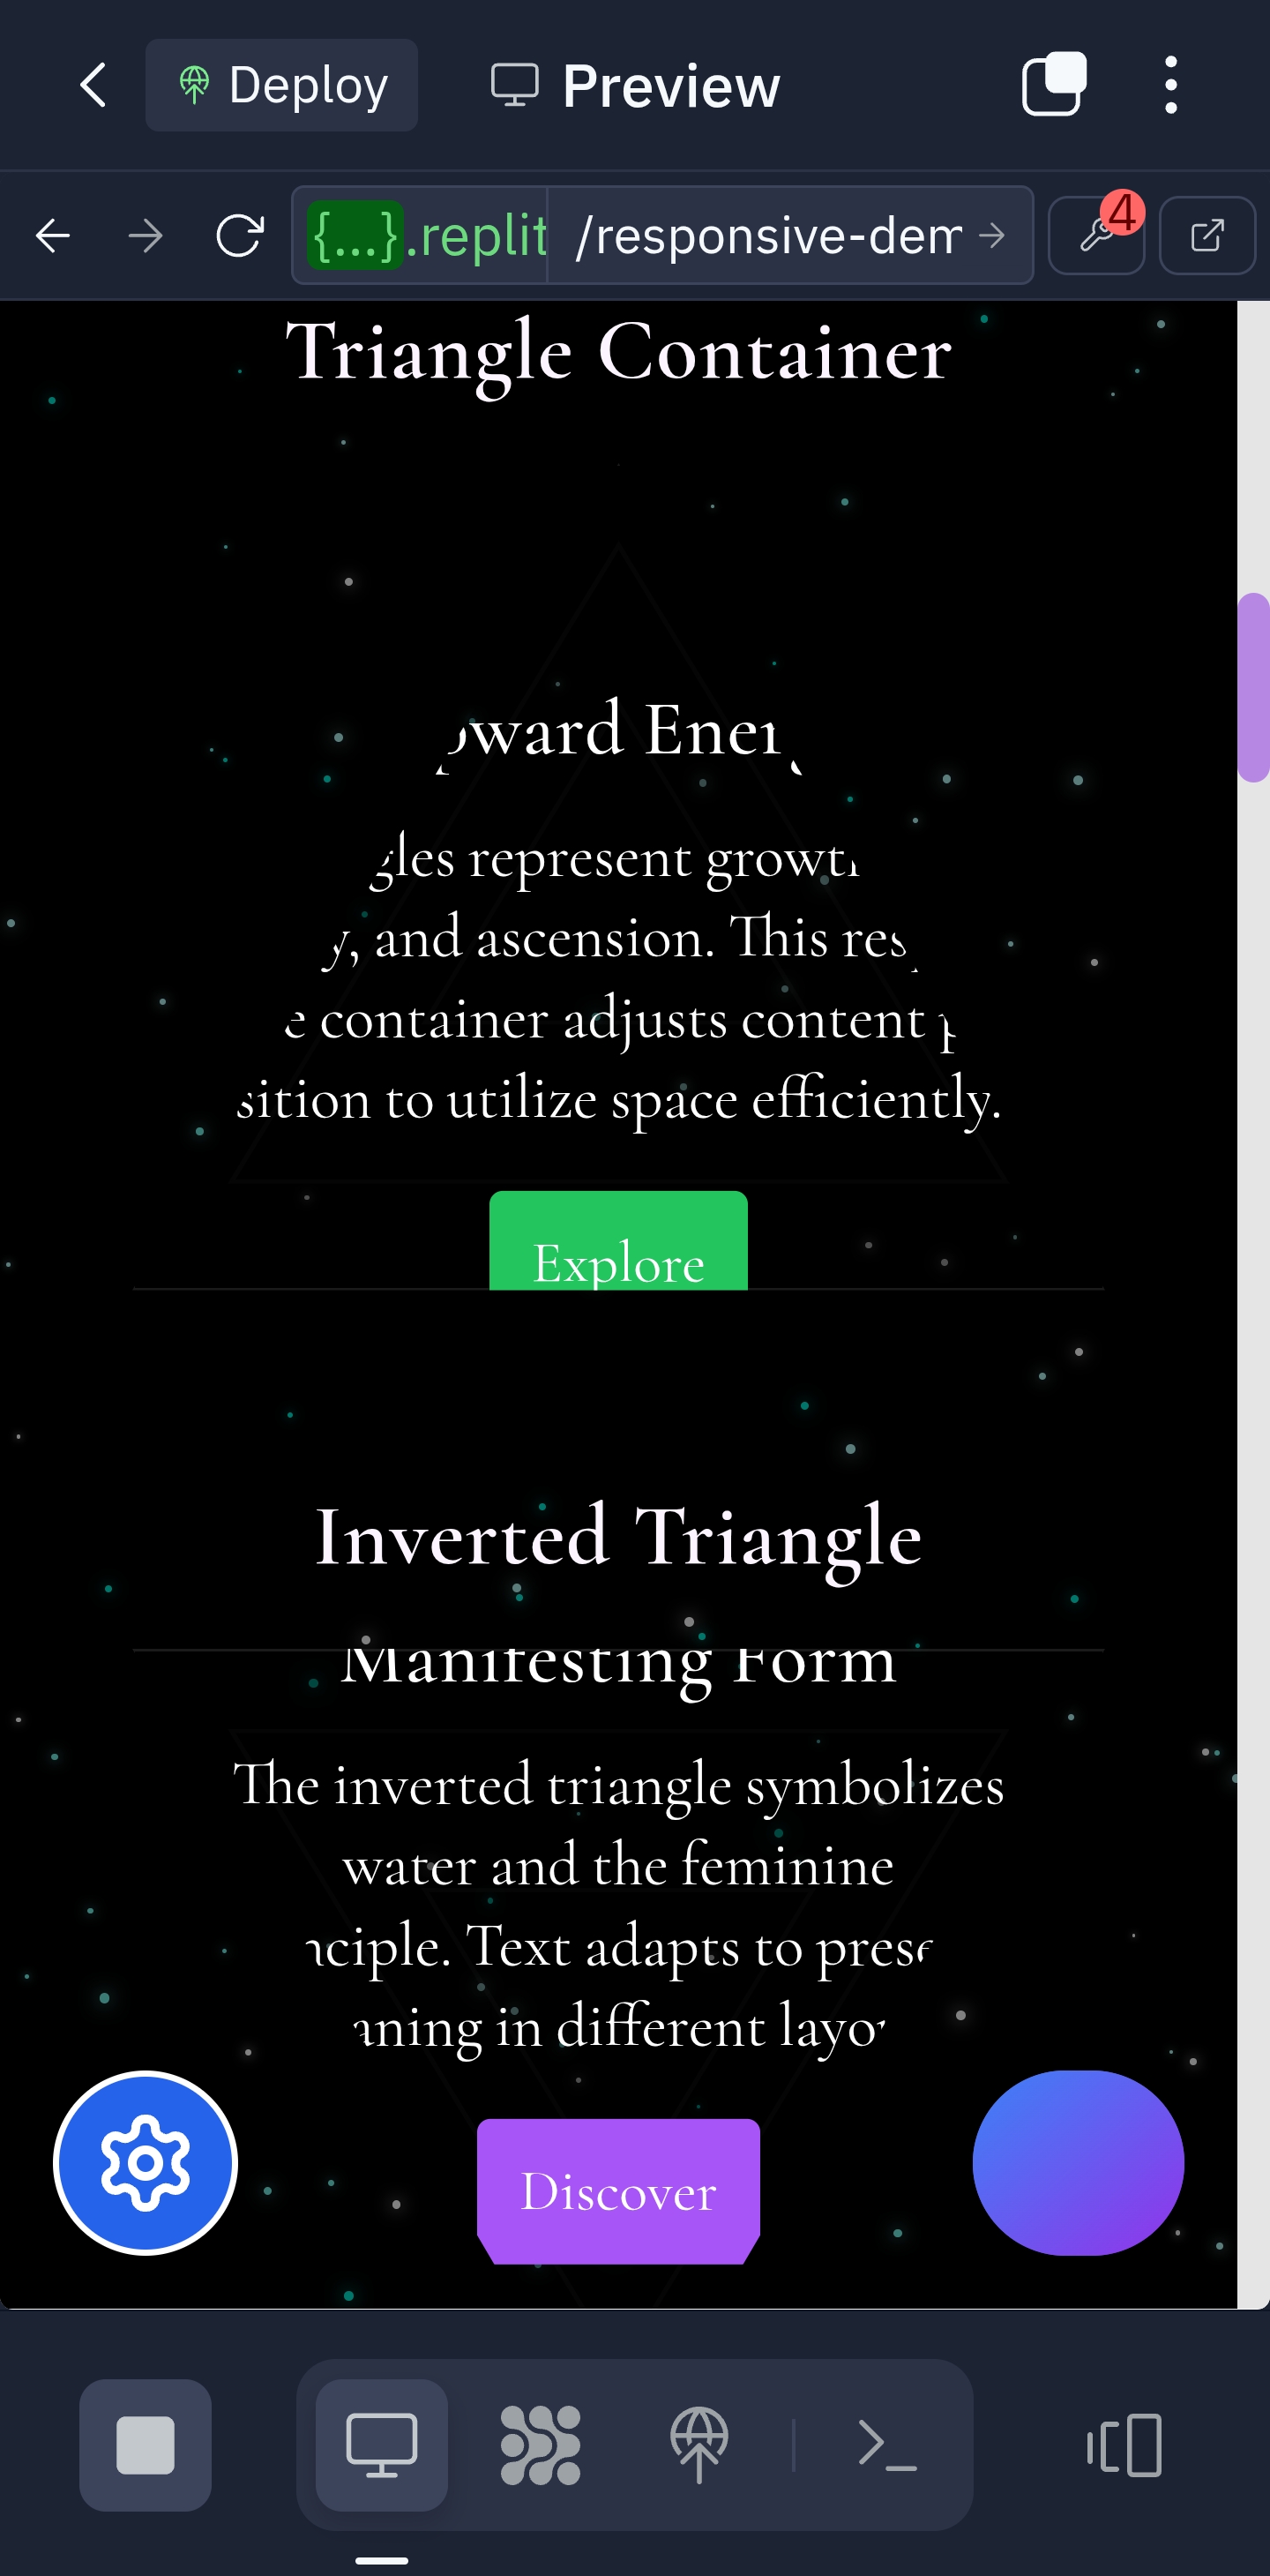 Deploy
Preview
{...}.replit
/responsive-dem
4
Triangle Container
ward Ener
gles represent growt
y, and ascension. This res
e container adjusts content p
sition to utilize space efficiently.
Explore
Inverted Triangle
Manifesting Form
The inverted triangle symbolizes
water and the feminine
nciple. Text adapts to prese
aning in different layo
Discover